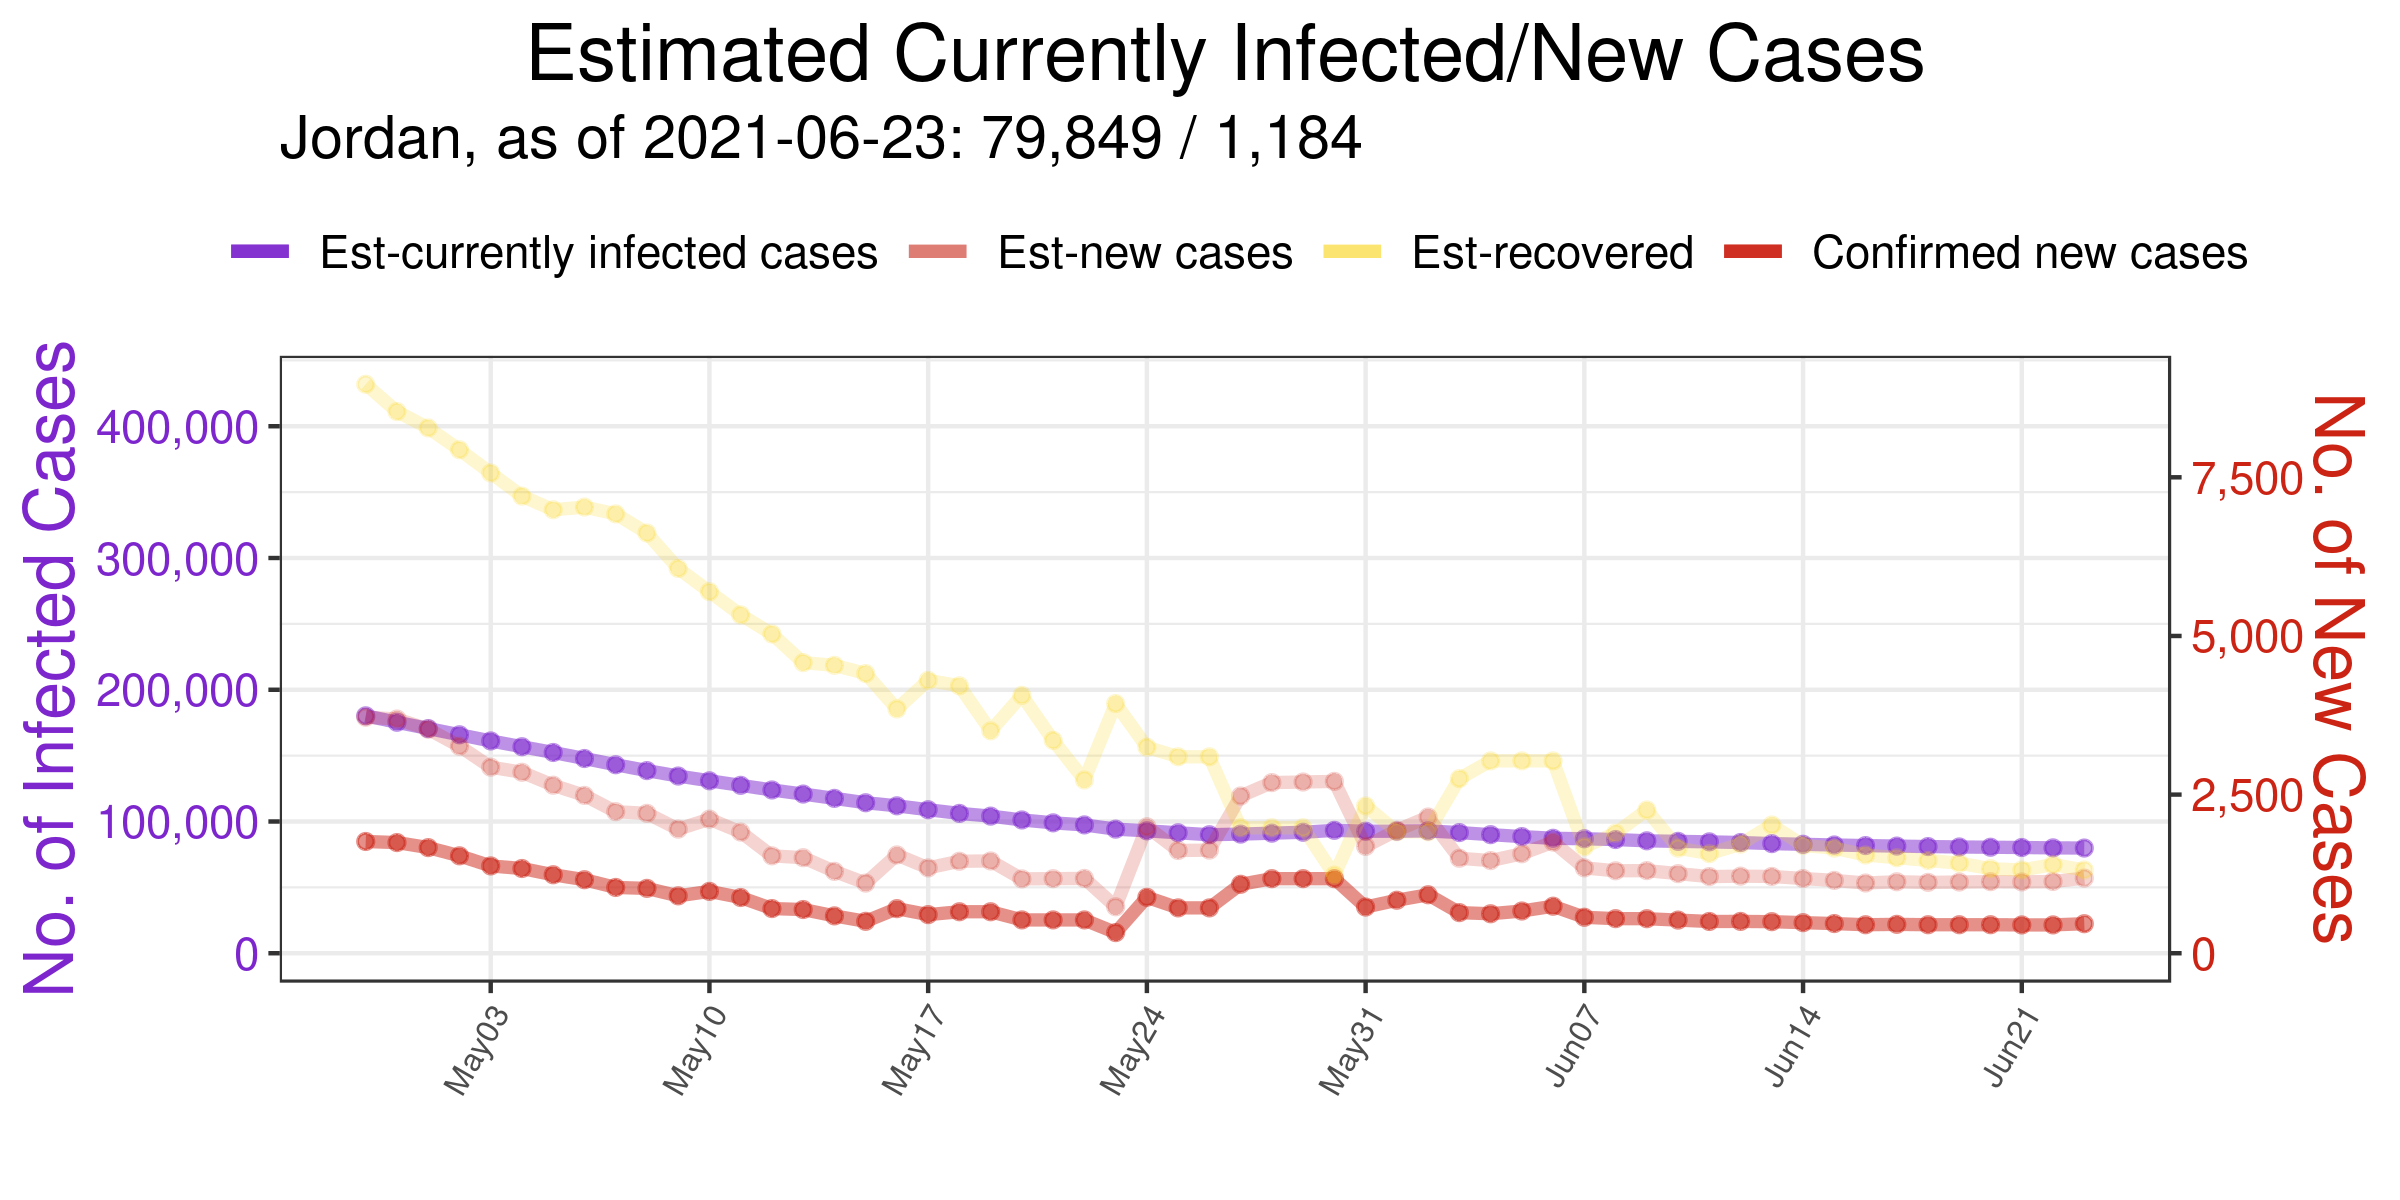 Estimated Currently Infected/New Cases
Jordan, as of 2021-06-23: 79,849 / 1,184
Est-currently infected cases Est-new cases Est-recovered Confirmed new cases
No. of Infected Cases
400,000
300,000
200,000
100,000
0
7,500
5,000
2,500
0
No. of New Cases
May03 May10 May17 May24 May31 Jun07 Jun14 Jun21